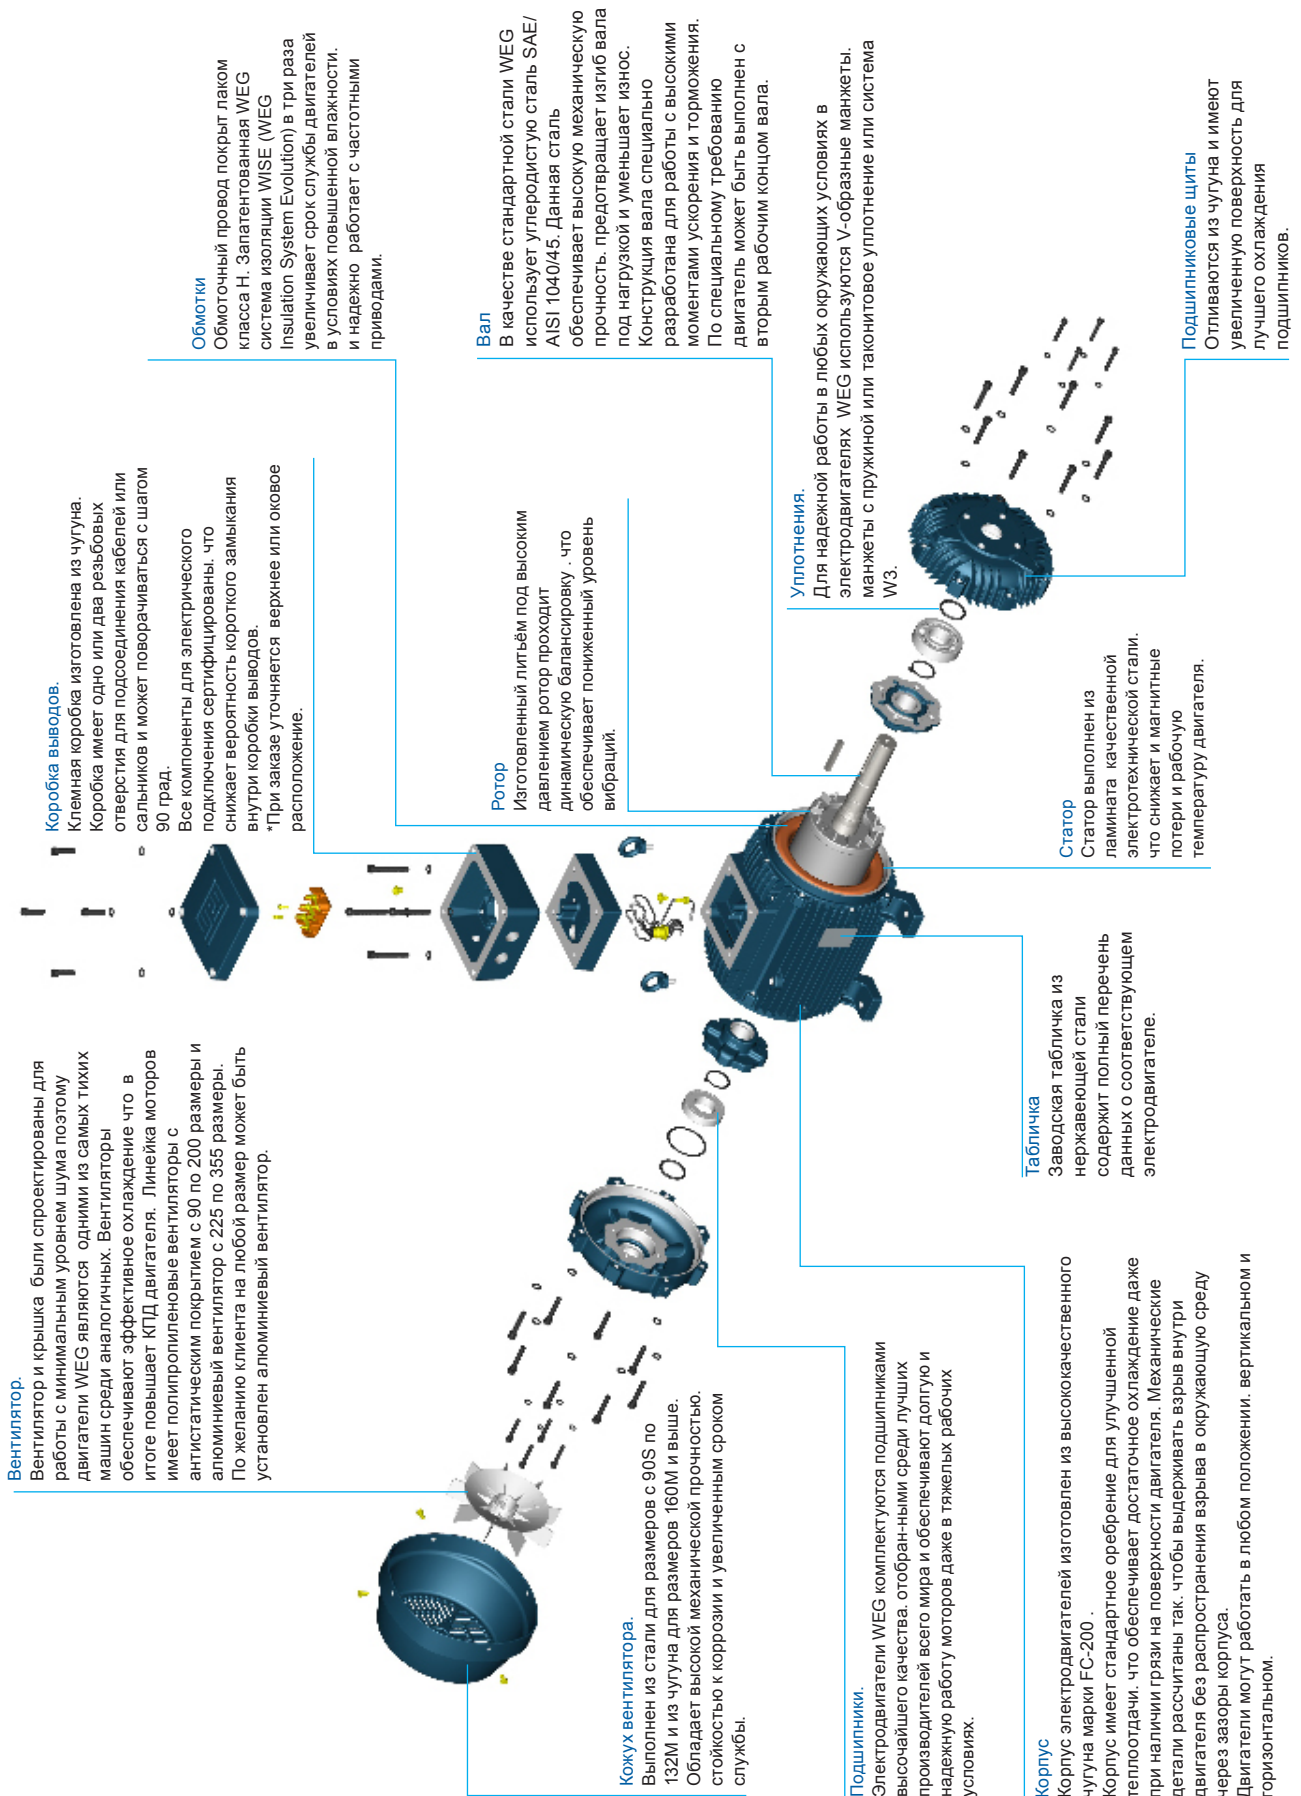 Вентилятор.
Вентилятор и крышка были спроектированы для
работы с минимальным уровнем шума поэтому
двигатели WEG являются одними из самых тихих
машин среди аналогичных. Вентиляторы
обеспечивают эффективное охлаждение что в
итоге повышает КПД двигателя. Линейка моторов
имеет полипропиленовые вентиляторы с
антистатическим покрытием с 90 по 200 размеры и
алюминиевый вентилятор с 225 по 355 размеры.
По желанию клиента на любой размер может быть
установлен алюминиевый вентилятор.
Коробка выводов.
Клемная коробка изготовлена из чугуна.
Коробка имеет одно или два резьбовых
отверстия для подсоединения кабелей или
сальников и может поворачиваться с шагом
90 град.
Все компоненты для электрического
подключения сертифицированы. что
снижает вероятность короткого замыкания
внутри коробки выводов.
*При заказе уточняется верхнее или оковое
расположение.
Обмотки
Обмоточный провод покрыт лаком
класса Н. Запатентованная WEG
система изоляции WISE (WEG
Insulation System Evolution) в три раза
увеличивает срок службы двигателей
в условиях повышенной влажности.
и надежно работает с частотными
приводами.
Ротор
Изготовленный литьём под высоким
давлением ротор проходит
динамическую балансировку . что
обеспечивает пониженный уровень
вибраций.
Вал
В качестве стандартной стали WEG
использует углеродистую сталь SAE/
AISI 1040/45. Данная сталь
обеспечивает высокую механическую
прочность. предотвращает изгиб вала
под нагрузкой и уменьшает износ.
Конструкция вала специально
разработана для работы с высокими
моментами ускорения и торможения.
По специальному требованию
двигатель может быть выполнен с
вторым рабочим концом вала.
Кожух вентилятора.
Выполнен из стали для размеров с 90S по
132М и из чугуна для размеров 160М и выше.
Обладает высокой механической прочностью.
стойкостью к коррозии и увеличенным сроком
службы.
Уплотнения.
Для надежной работы в любых окружающих условиях в
электродвигателях WEG используются V-образные манжеты.
манжеты с пружиной или таконитовое уплотнение или система
W3.
Подшипники.
Электродвигатели WEG комплектуются подшипниками
высочайшего качества. отобран-ными среди лучших
производителей всего мира и обеспечивают долгую и
надежную работу моторов даже в тяжелых рабочих
условиях.
Корпус
Корпус электродвигателей изготовлен из высококачественного
чугуна марки FC-200 .
Корпус имеет стандартное оребрение для улучшенной
теплоотдачи. что обеспечивает достаточное охлаждение даже
при наличии грязи на поверхности двигателя. Механические
детали рассчитаны так. чтобы выдерживать взрыв внутри
двигателя без распространения взрыва в окружающую среду
через зазоры корпуса.
Двигатели могут работать в любом положении. вертикальном и
горизонтальном.
Табличка
Заводская табличка из
нержавеющей стали
содержит полный перечень
данных о соответствующем
электродвигателе.
Статор
Статор выполнен из
ламината качественной
электротехнической стали.
что снижает и магнитные
потери и рабочую
температуру двигателя.
Подшипниковые щиты
Отливаются из чугуна и имеют
увеличенную поверхность для
лучшего охлаждения
подшипников.